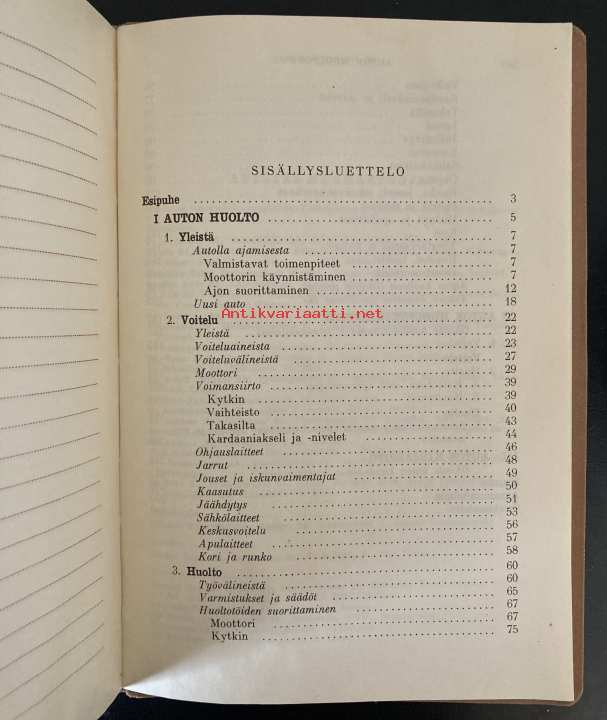 SISÄLLYSLUETTELO
Esipuhe 3
I AUTON HUOLTO 5
1. Yleistä 7
Autolla ajamisesta 7
Valmistavat toimenpiteet 7
Moottorin käynnistäminen 7
Ajon suorittaminen 12
Uusi auto 18
Antikvariaatti.net
2. Voitelu 22
Yleistä 22
Voiteluaineista 23
Voiteluvälineistä 27
Moottori 29
Voimansiirto 39
Kytkin 39
Vaihteisto 40
Takasilta 43
Kardaaniakseli ja -nivelet 44
Ohjauslaitteet 46
Jarrut 48
Jouset ja iskunvaimentajat 49
Kaasutus 50
Jäähdytys 51
Sähkölaitteet 53
Keskusvoitelu 56
Apulaitteet 57
Kori ja runko 58
3. Huolto 60
Työvälineistä 60
Varmistukset ja säädöt 65
Huoltotöiden suorittaminen 67
Moottori 67
Kytkin 75